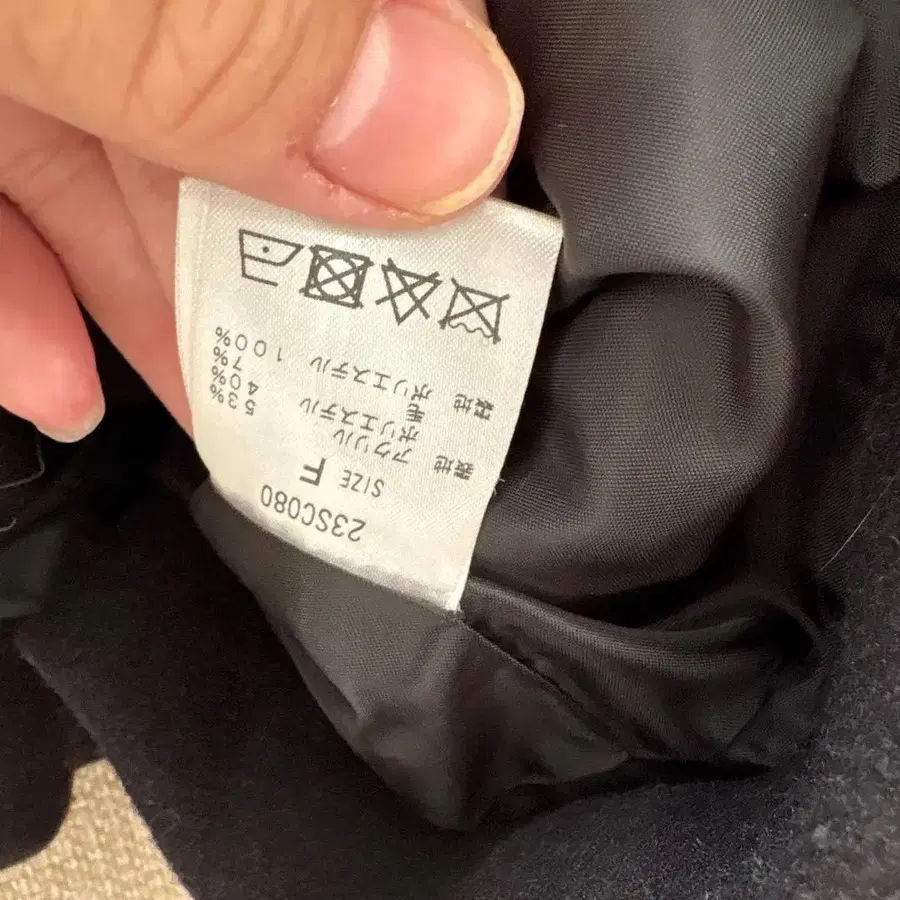 23SC080
SIZE F
表地 アクリル 53%
ポリエステル 40%
毛 7%
裏地 ポリエステル 100%